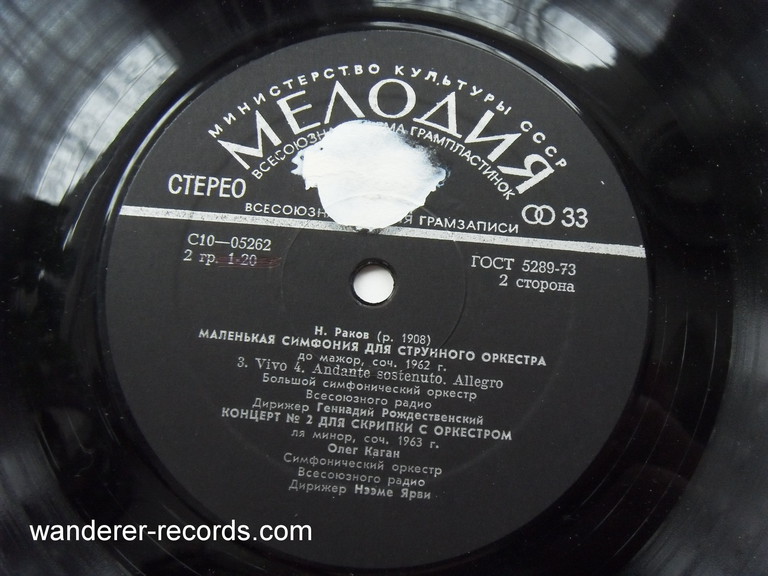 МИНИСТЕРСТВО КУЛЬТУРЫ СССР
МЕЛОДИЯ
ГРАМПЛАСТИНОК
СТЕРЕО
33
ГРАМЗАПИСИ
С10—05262
2 гр. 1-20
ГОСТ 5289-73
2 сторона
Н. Раков (р. 1908)
МАЛЕНЬКАЯ СИМФОНИЯ ДЛЯ СТРУННОГО ОРКЕСТРА
до мажор, соч. 1962 г.
3. Vivo 4. Andante sostenuto. Allegro
Большой симфонический оркестр
Всесоюзного радио
Дирижер Геннадий Рождественский
КОНЦЕРТ № 2 ДЛЯ СКРИПКИ С ОРКЕСТРОМ
ля минор, соч. 1963 г.
Олег Каган
Симфонический оркестр
Всесоюзного радио
Дирижер Нээме Ярви
wanderer-records.com